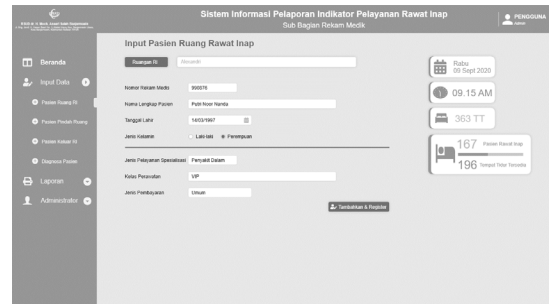 Sistem Informasi Pelaporan Indikator Pelayanan Rawat Inap
Sub Bagian Rekam Medik
PENGGUNA
Admin
Input Pasien Ruang Rawat Inap
Beranda
Input Data
Pasien Ruang RI
Pasien Pindah Ruang
Pasien Keluar RI
Diagnosa Pasien
Laporan
Administrator
Ruangan RI
Nomor Rekam Medis 990876
Nama Lengkap Pasien Putri Noor Nanda
Tanggal Lahir 14/03/1997
Jenis Kelamin Laki-laki Perempuan
Jenis Pelayanan Spesialisasi Penyakit Dalam
Kelas Perawatan VIP
Jenis Pembayaran Umum
Tambahkan & Register
Rabu
09 Sept 2020
09.15 AM
363 TT
167 Pasien Rawat Inap
196 Tempat Tidur Tersedia